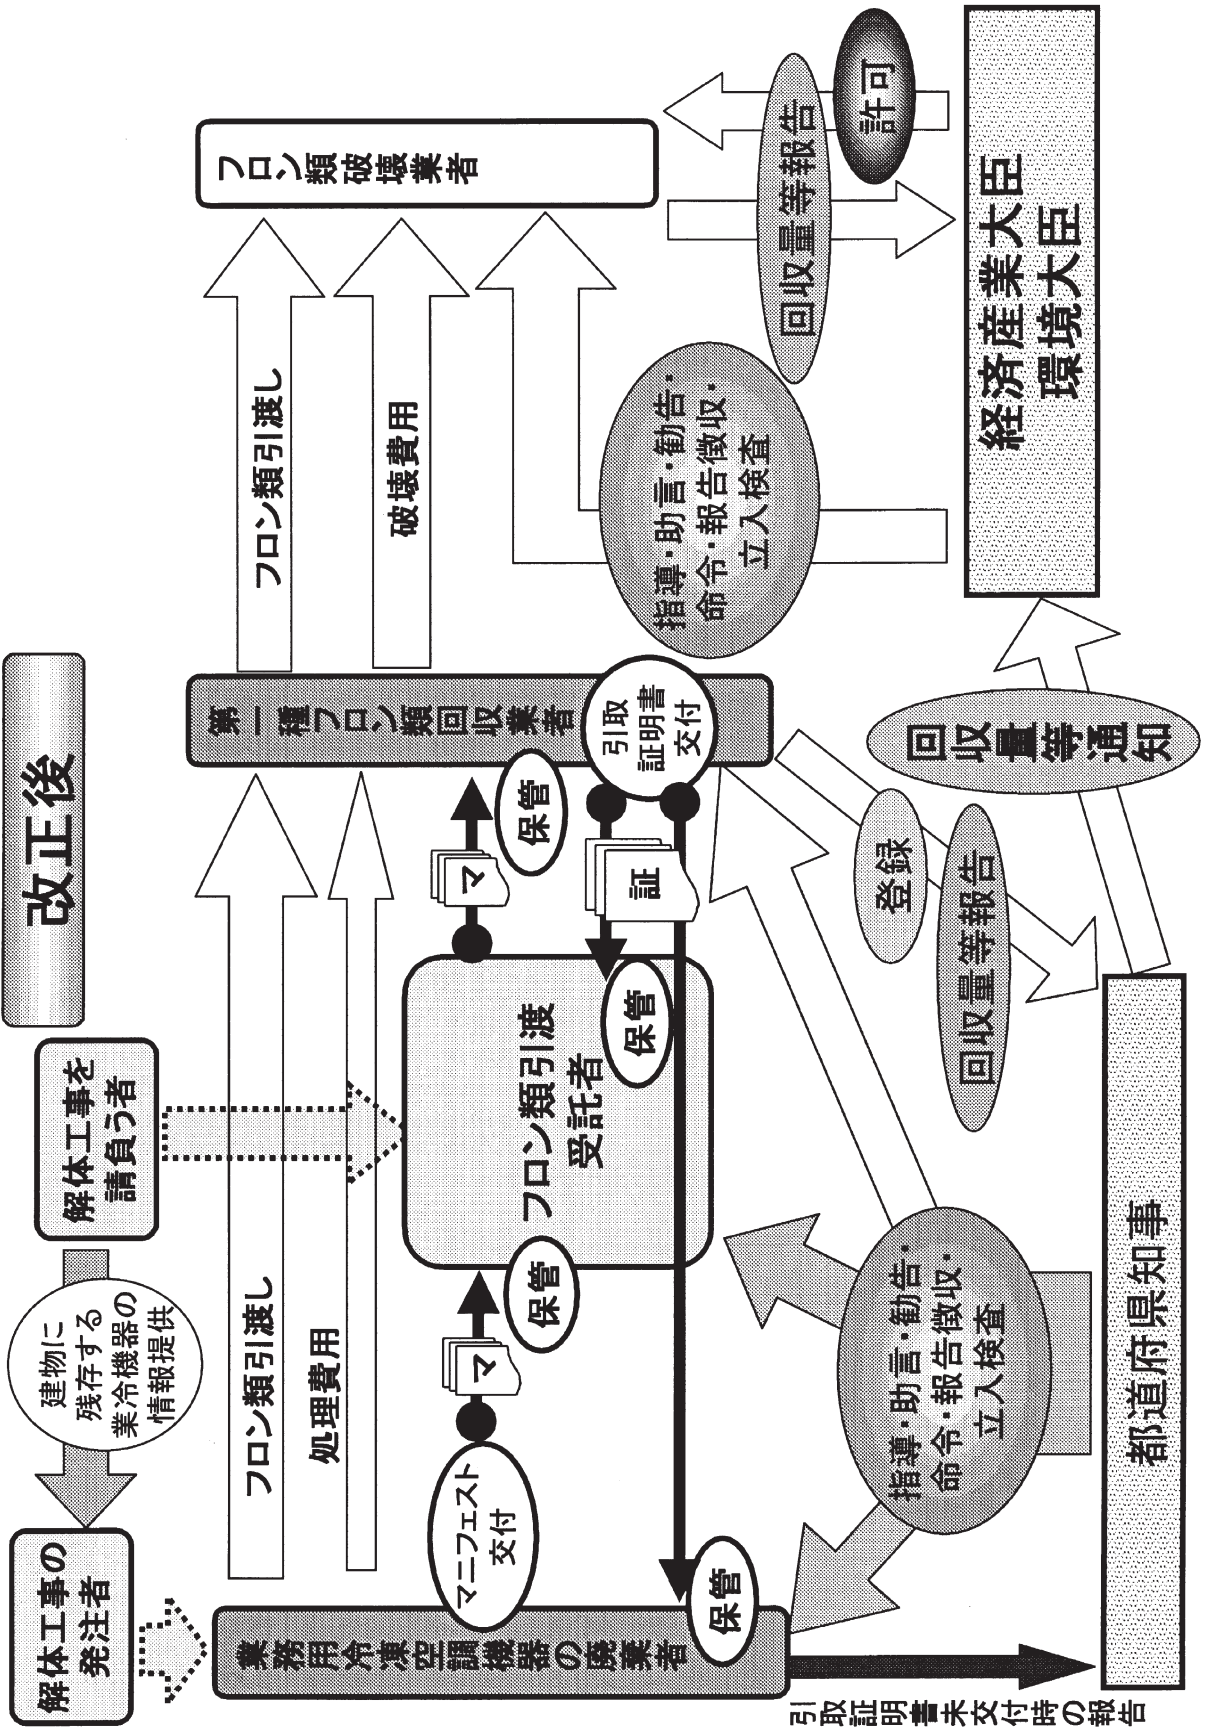 改正後
解体工事の
発注者
建物に
残存する
業冷機器の
情報提供
解体工事を
請負う者
フロン類引渡し
処理費用
業務用冷凍空調機器の廃棄者
マニフェスト
交付
マ
保管
フロン類引渡
受託者
マ
保管
証
保管
保管
第一種フロン類回収業者
引取
証明書
交付
フロン類引渡し
破壊費用
フロン類破壊業者
指導・助言・勧告・
命令・報告徴収・
立入検査
回収量等報告
許可
経済産業大臣
環境大臣
登録
回収量等報告
回収量等通知
指導・助言・勧告・
命令・報告徴収・
立入検査
都道府県知事
引取証明書未交付時の報告